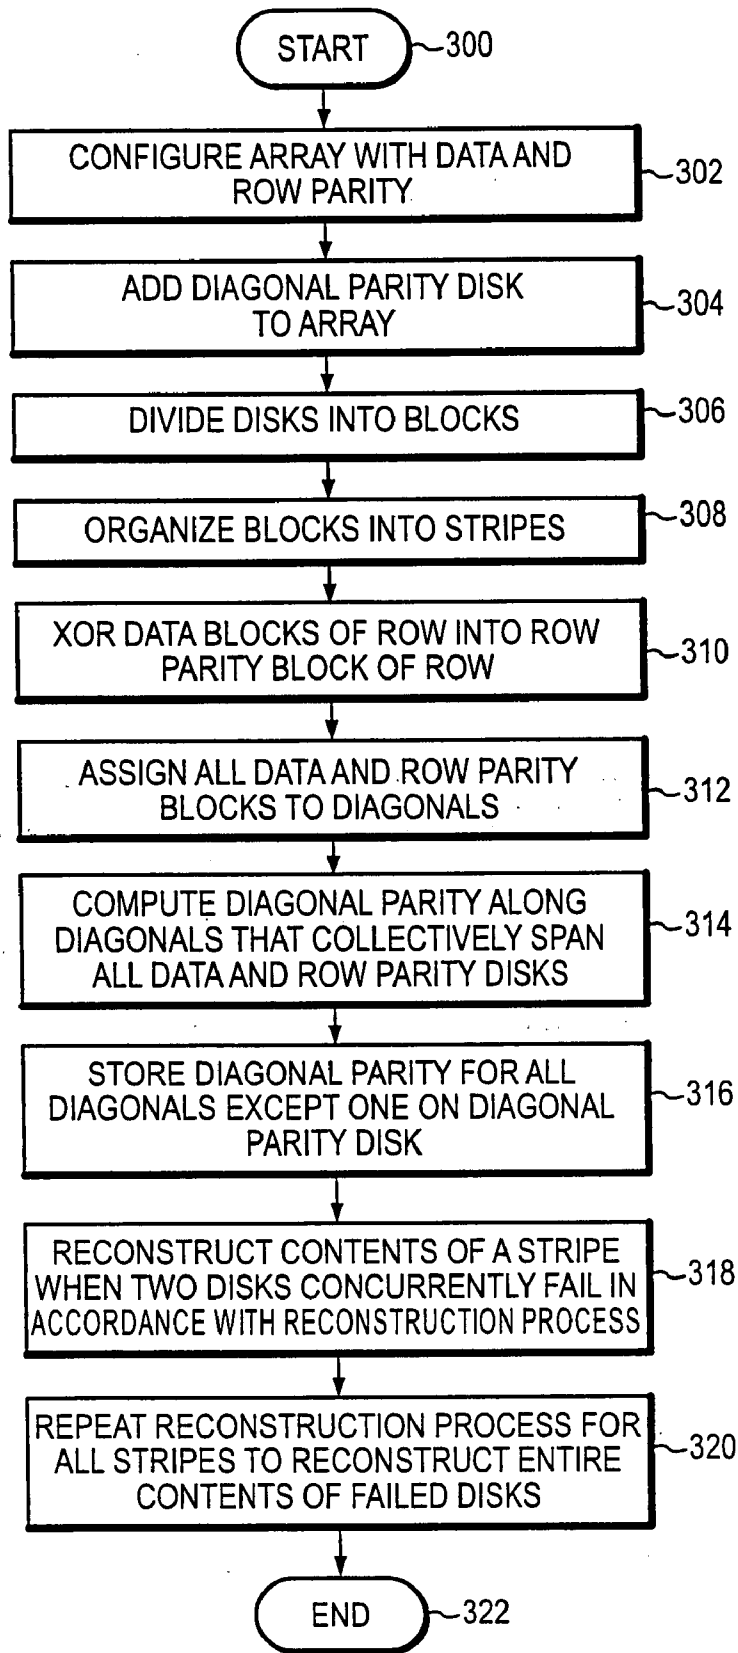 START
300
CONFIGURE ARRAY WITH DATA AND
ROW PARITY
302
ADD DIAGONAL PARITY DISK
TO ARRAY
304
DIVIDE DISKS INTO BLOCKS
306
ORGANIZE BLOCKS INTO STRIPES
308
XOR DATA BLOCKS OF ROW INTO ROW
PARITY BLOCK OF ROW
310
ASSIGN ALL DATA AND ROW PARITY
BLOCKS TO DIAGONALS
312
COMPUTE DIAGONAL PARITY ALONG
DIAGONALS THAT COLLECTIVELY SPAN
ALL DATA AND ROW PARITY DISKS
314
STORE DIAGONAL PARITY FOR ALL
DIAGONALS EXCEPT ONE ON DIAGONAL
PARITY DISK
316
RECONSTRUCT CONTENTS OF A STRIPE
WHEN TWO DISKS CONCURRENTLY FAIL IN
ACCORDANCE WITH RECONSTRUCTION PROCESS
318
REPEAT RECONSTRUCTION PROCESS FOR
ALL STRIPES TO RECONSTRUCT ENTIRE
CONTENTS OF FAILED DISKS
320
END
322